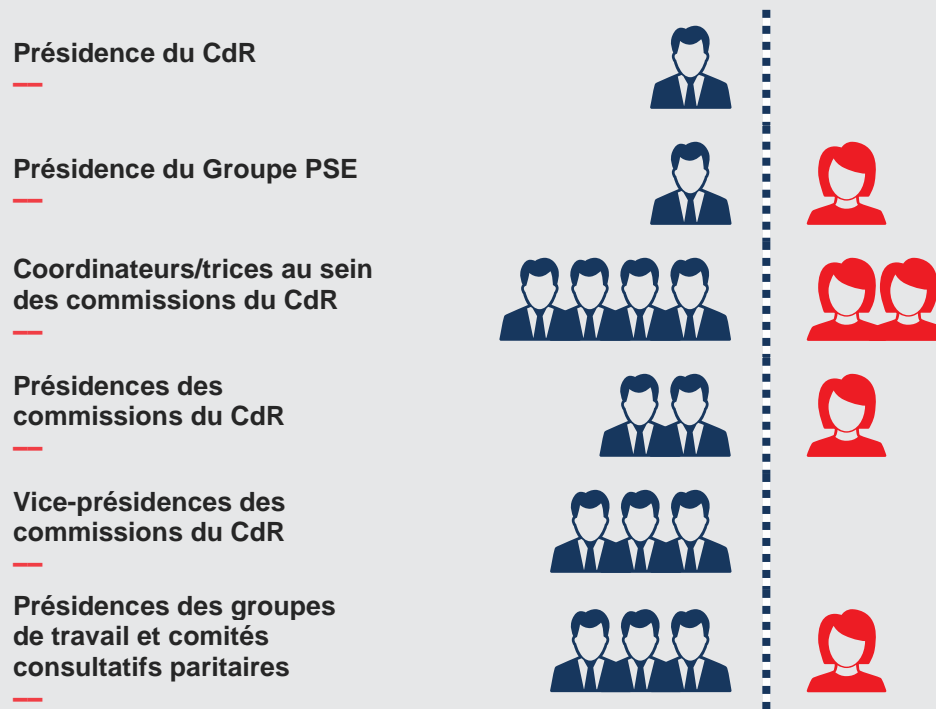 Présidence du CdR
Présidence du Groupe PSE
Coordinateurs/trices au sein
des commissions du CdR
Présidences des
commissions du CdR
Vice-présidences des
commissions du CdR
Présidences des groupes
de travail et comités
consultatifs paritaires